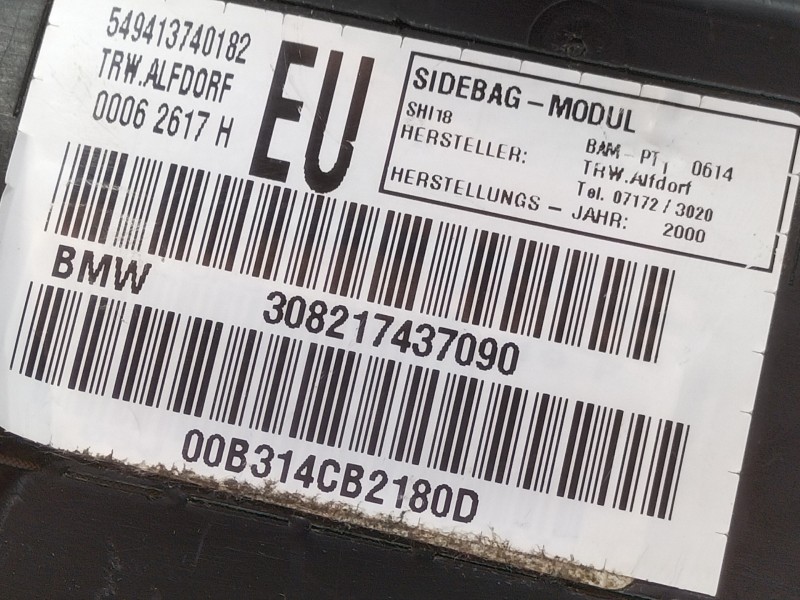 549413740182
TRW.ALFDORF
0006 2617 H
EU
SIDEBAG - MODUL
SHI18
BAM - PT1 0614
HERSTELLER: TRW.Alfdorf
Tel. 07172 / 3020
HERSTELLUNGS - JAHR: 2000
BMW 308217437090
00B314CB2180D